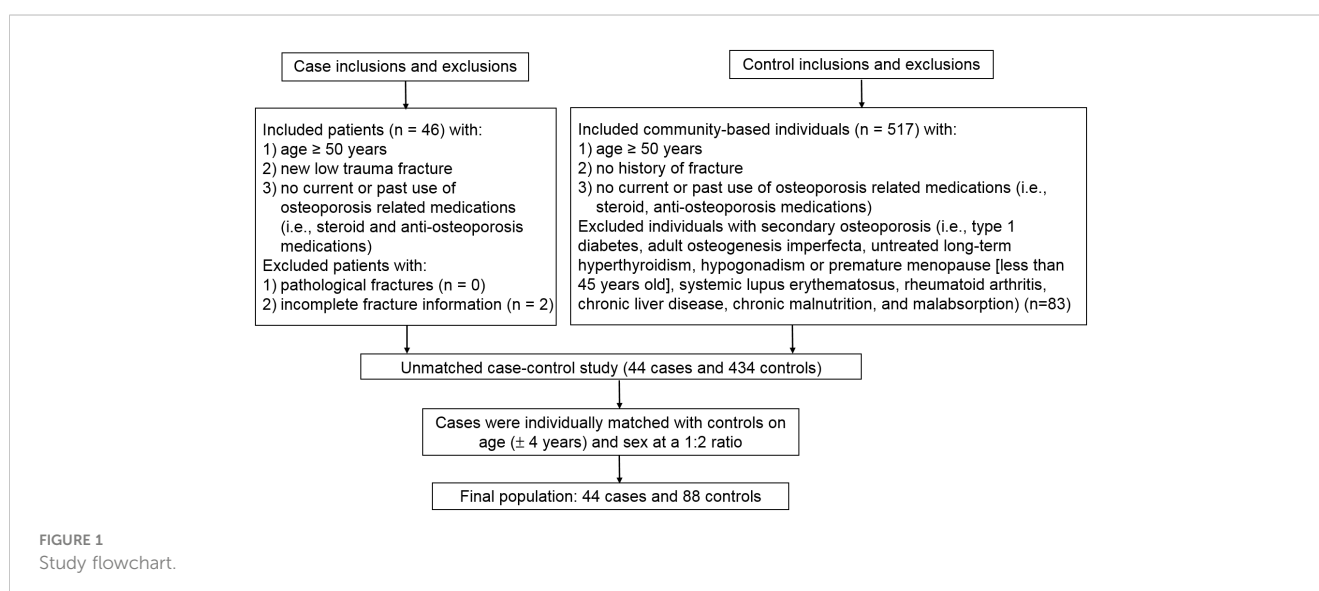 Case inclusions and exclusions
Included patients (n = 46) with:
1) age ≥ 50 years
2) new low trauma fracture
3) no current or past use of
osteoporosis related medications
(i.e., steroid and anti-osteoporosis
medications)
Excluded patients with:
1) pathological fractures (n = 0)
2) incomplete fracture information (n = 2)
Control inclusions and exclusions
Included community-based individuals (n = 517) with:
1) age ≥ 50 years
2) no history of fracture
3) no current or past use of osteoporosis related medications (i.e.,
steroid, anti-osteoporosis medications)
Excluded individuals with secondary osteoporosis (i.e., type 1
diabetes, adult osteogenesis imperfecta, untreated long-term
hyperthyroidism, hypogonadism or premature menopause [less than
45 years old], systemic lupus erythematosus, rheumatoid arthritis,
chronic liver disease, chronic malnutrition, and malabsorption) (n=83)
Unmatched case-control study (44 cases and 434 controls)
Cases were individually matched with controls on
age (± 4 years) and sex at a 1:2 ratio
Final population: 44 cases and 88 controls
FIGURE 1
Study flowchart.